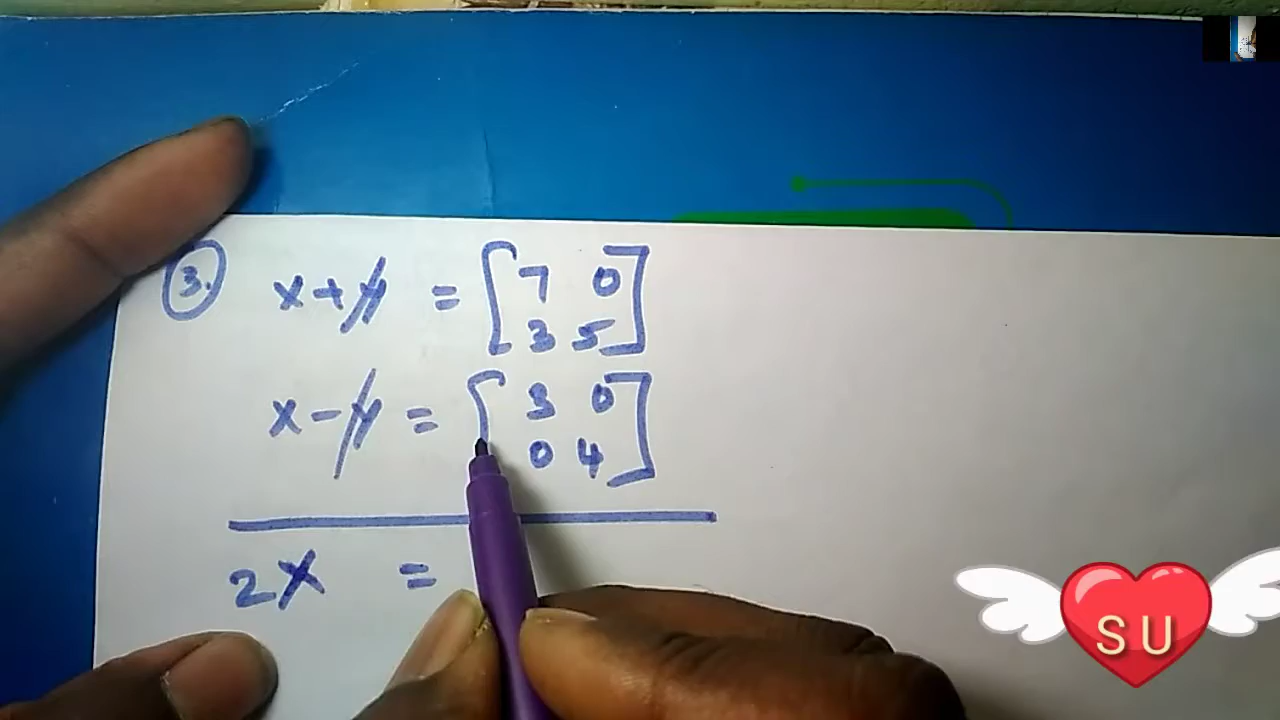 3. x+y = [7 0
3 5]
x-y = [3 0
0 4]
2x =
SU